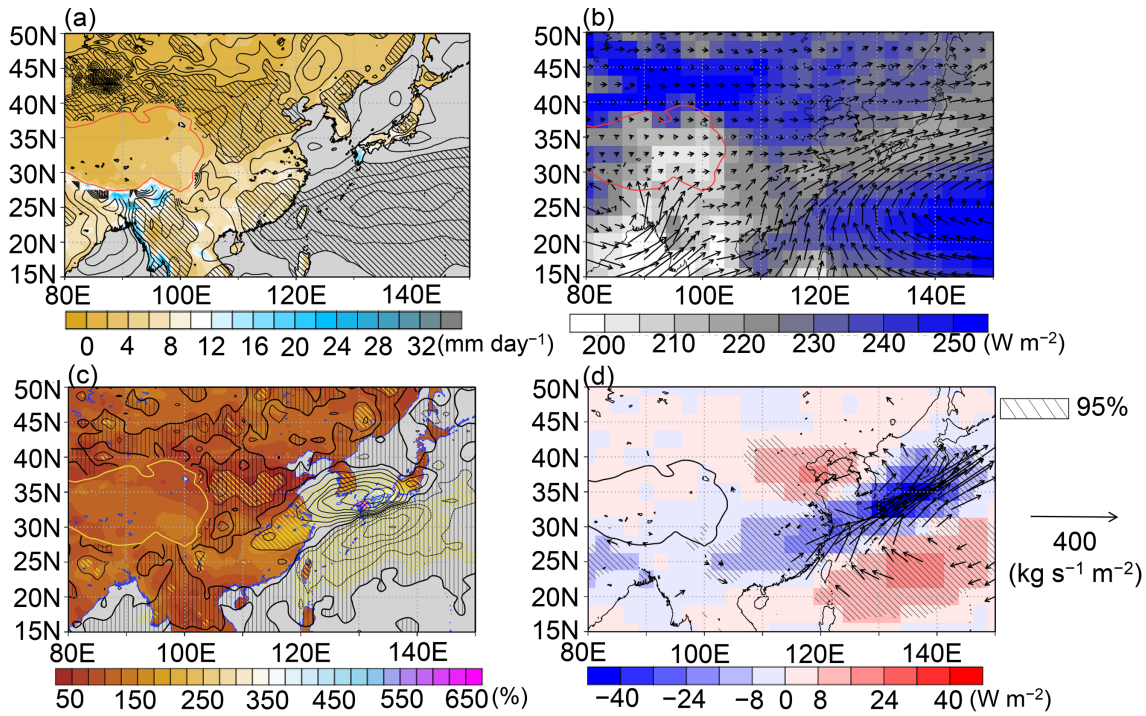 (a)
50N
45N
40N
35N
30N
25N
20N
15N
80E 100E 120E 140E
0 4 8 12 16 20 24 28 32 (mm day⁻¹)
(b)
50N
45N
40N
35N
30N
25N
20N
15N
80E 100E 120E 140E
200 210 220 230 240 250 (W m⁻²)
(c)
50N
45N
40N
35N
30N
25N
20N
15N
80E 100E 120E 140E
50 150 250 350 450 550 650 (%)
(d)
50N
45N
40N
35N
30N
25N
20N
15N
80E 100E 120E 140E
−40 −24 −8 0 8 24 40 (W m⁻²)
95%
400
(kg s⁻¹ m⁻²)